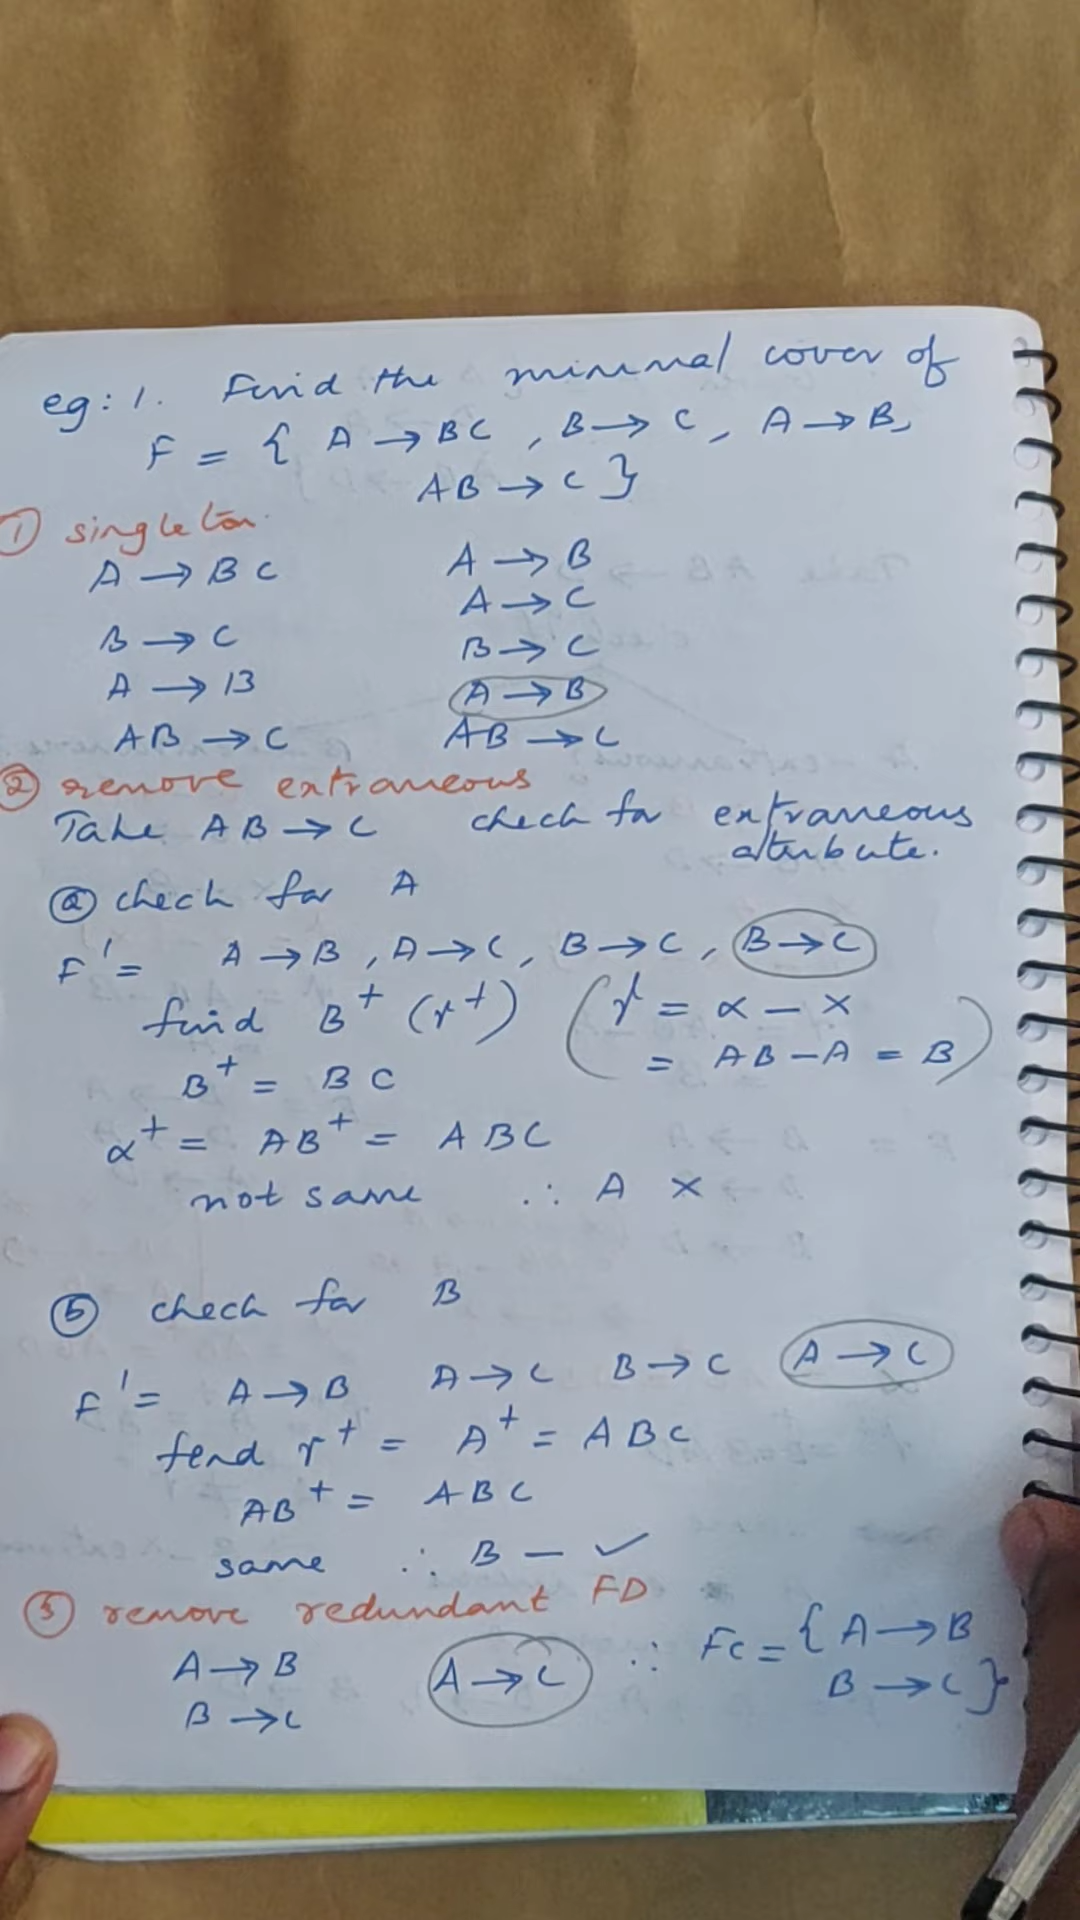 eg: 1. Find the minimal cover of
F = { A → BC , B → C, A → B,
AB → C }
① singleton.
A → BC A → B
A → C
B → C B → C
A → B A → B
AB → C AB → C
② remove extraneous
Take AB → C check for extraneous
attribute.
ⓐ check for A
F' = A → B , A → C, B → C, B → C
find B⁺ (γ⁺) (γ = α – x
B⁺ = BC = AB – A = B)
α⁺ = AB⁺ = ABC
not same ∴ A ×
ⓑ check for B
F' = A → B A → C B → C A → C
find γ⁺ = A⁺ = ABC
AB⁺ = ABC
same ∴ B – ✓
③ remove redundant FD
A → B A → C ∴ Fc = { A → B
B → C B → C }